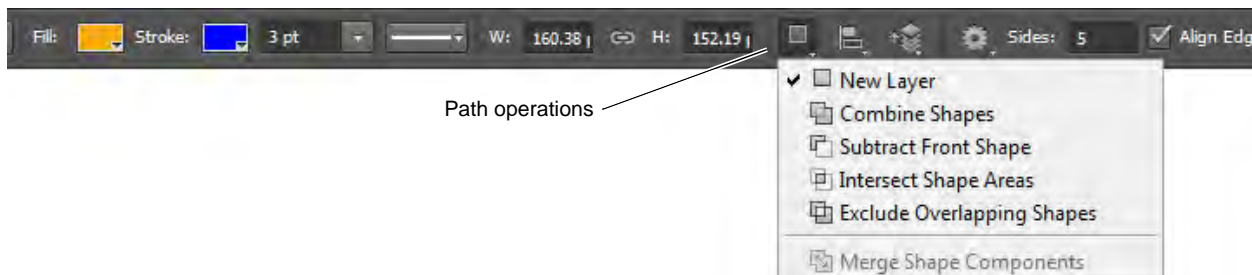 Fill: Stroke: 3 pt W: 160.38 H: 152.19 Sides: 5 Align Edg
Path operations
New Layer
Combine Shapes
Subtract Front Shape
Intersect Shape Areas
Exclude Overlapping Shapes
Merge Shape Components